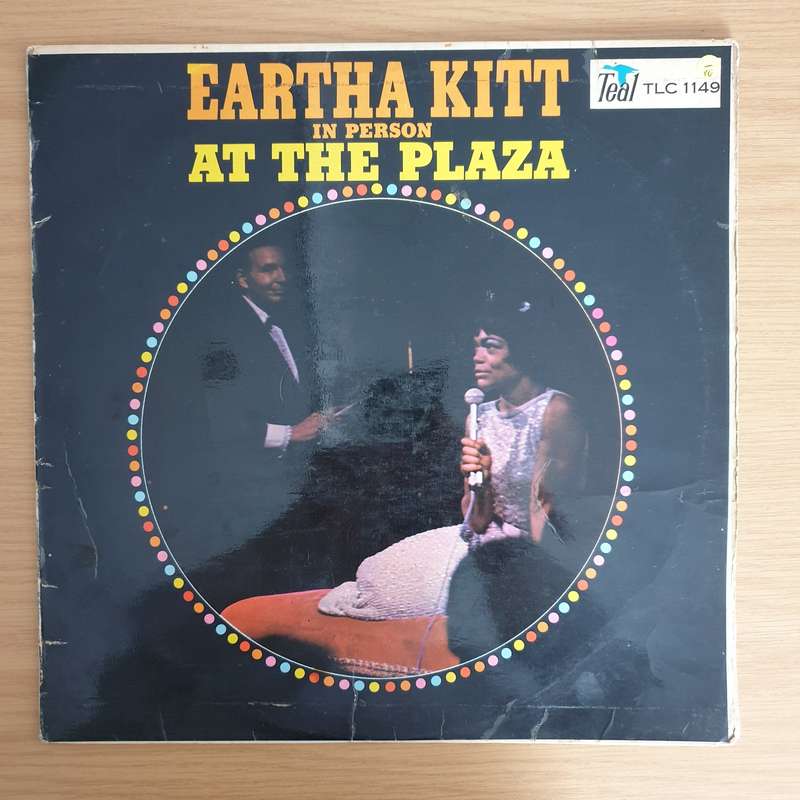 EARTHA KITT
IN PERSON
AT THE PLAZA
Teal TLC 1149